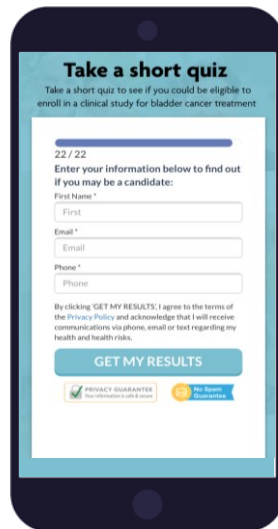 Take a short quiz
Take a short quiz to see if you could be eligible to
enroll in a clinical study for bladder cancer treatment
22 / 22
Enter your information below to find out
if you may be a candidate:
First Name *
First
Email *
Email
Phone *
Phone
By clicking 'GET MY RESULTS', I agree to the terms of
the Privacy Policy and acknowledge that I will receive
communications via phone, email or text regarding my
health and health risks.
GET MY RESULTS
PRIVACY GUARANTEE
Your information is safe & secure
No Spam
Guarantee